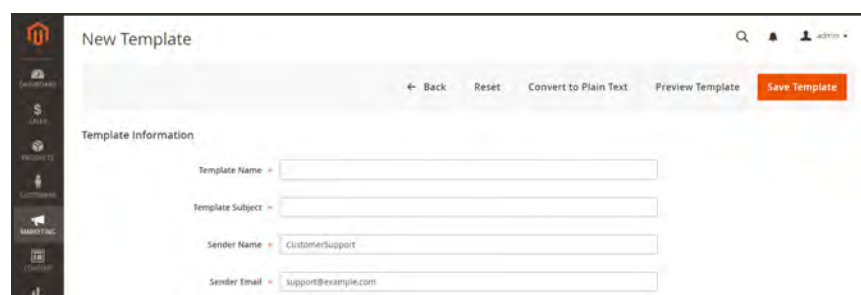 New Template
admin
← Back Reset Convert to Plain Text Preview Template Save Template
DASHBOARD
SALES
Template Information
PRODUCTS
Template Name *
CUSTOMERS
Template Subject *
MARKETING
Sender Name * CustomerSupport
CONTENT
Sender Email * support@example.com